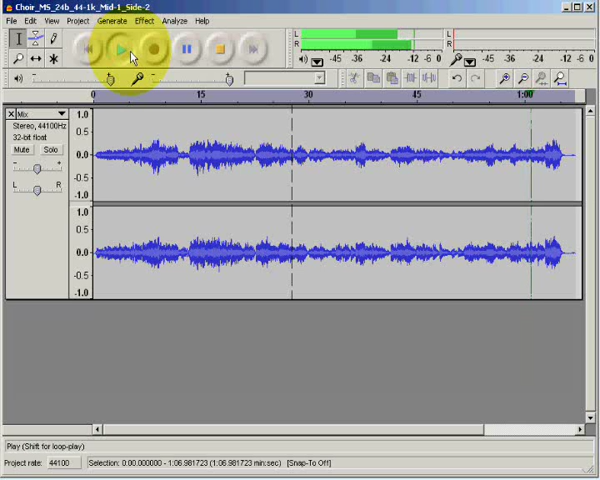 Choir_MS_24b_44-1k_Mid-1_Side-2
File Edit View Project Generate Effect Analyze Help
L
R
-45 -36 -24 -12 -6 0
L
R
-45 -36 -24 -12 -6 0
0 15 30 45 1:00
Mix
Stereo, 44100Hz
32-bit float
Mute Solo
- +
L R
1.0
0.5
0.0
-0.5
-1.0
1.0
0.5
0.0
-0.5
-1.0
Play (Shift for loop-play)
Project rate: 44100 Selection: 0:00.000000 - 1:06.981723 (1:06.981723 min:sec) [Snap-To Off]